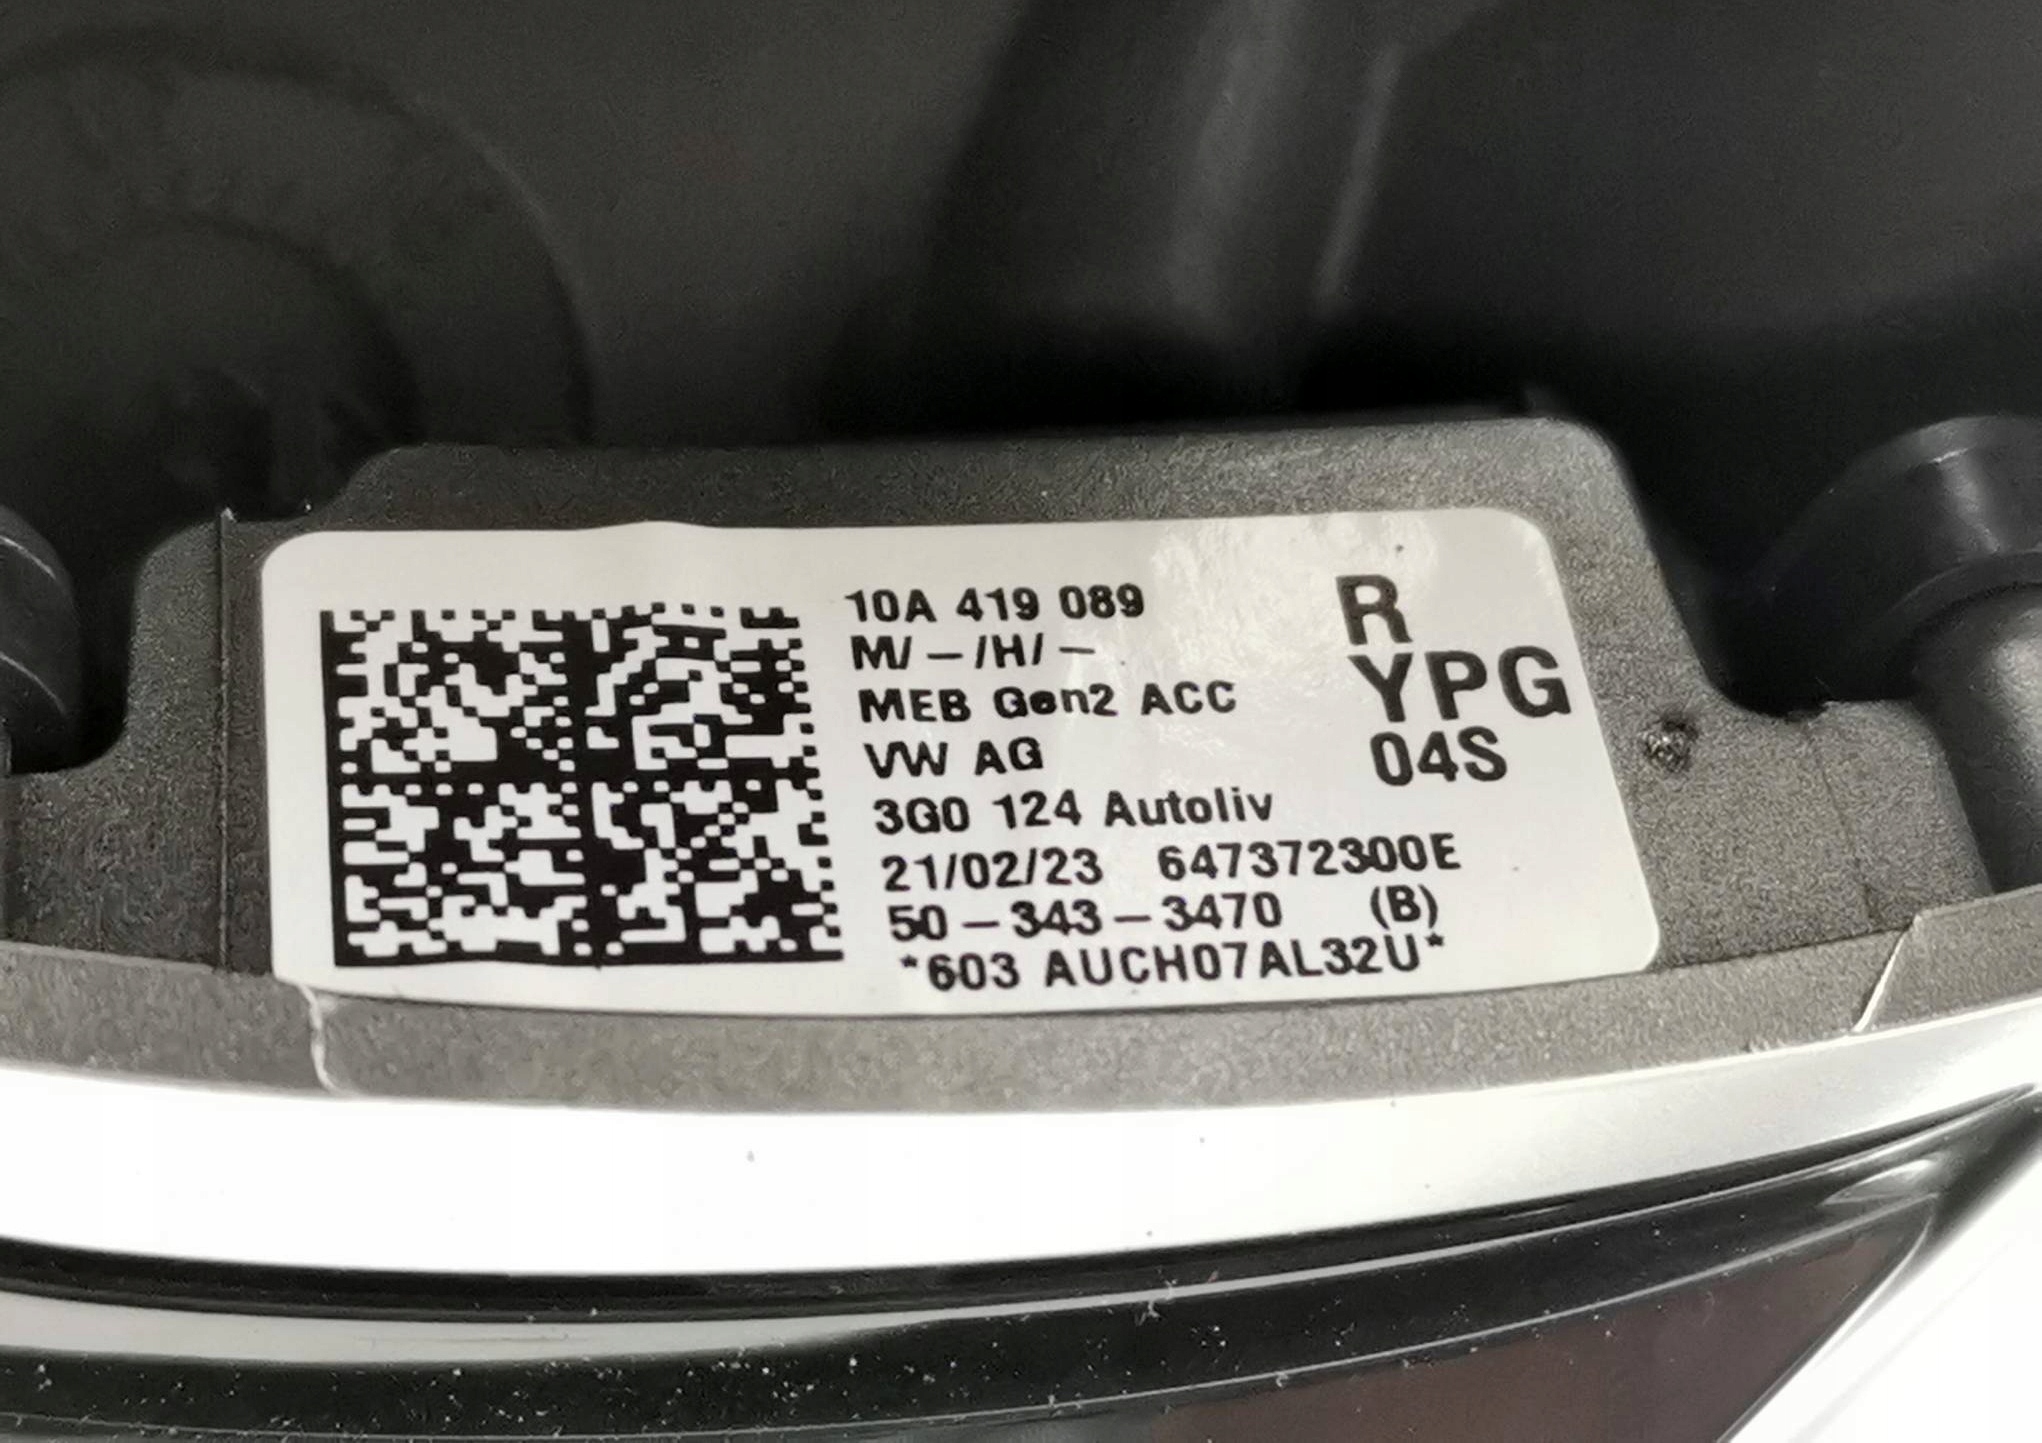 10A 419 089 R
M/-/H/-
MEB Gen2 ACC YPG
VW AG 04S
3G0 124 Autoliv
21/02/23 647372300E
50-343-3470 (B)
*603 AUCH07AL32U*